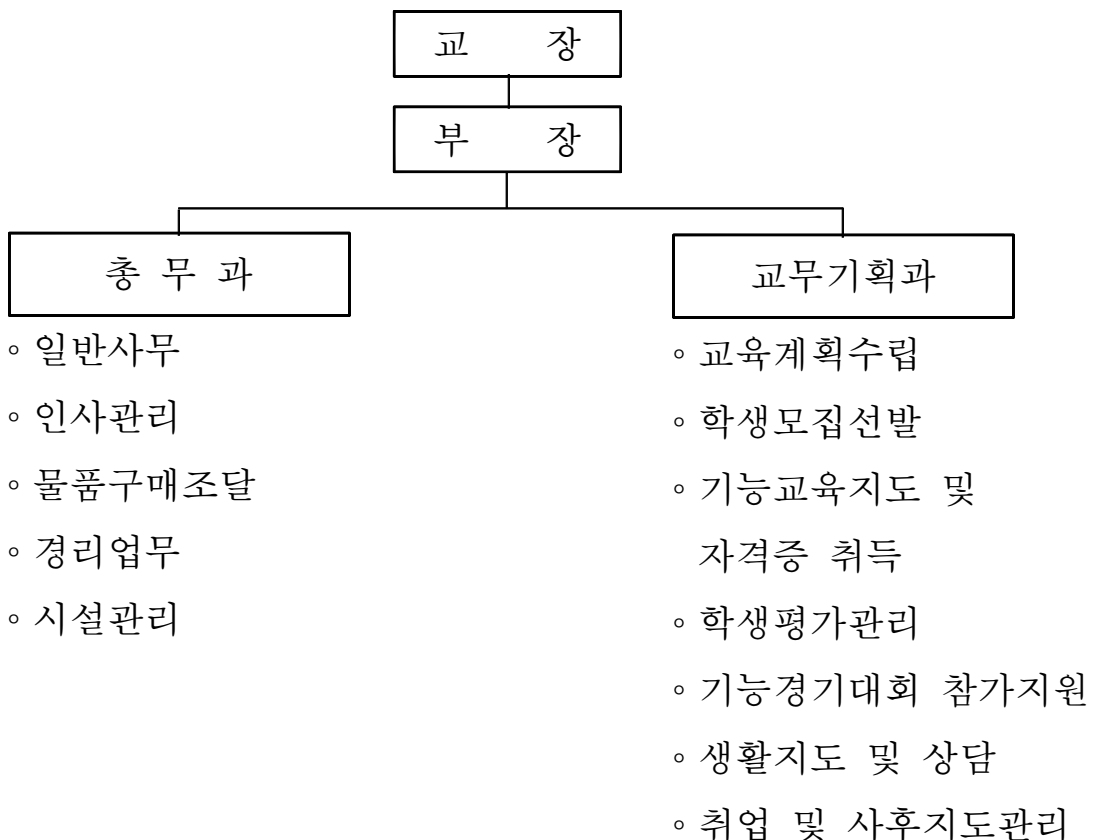 교 장
부 장
총 무 과
◦ 일반사무
◦ 인사관리
◦ 물품구매조달
◦ 경리업무
◦ 시설관리
교무기획과
◦ 교육계획수립
◦ 학생모집선발
◦ 기능교육지도 및
자격증 취득
◦ 학생평가관리
◦ 기능경기대회 참가지원
◦ 생활지도 및 상담
◦ 취업 및 사후지도관리